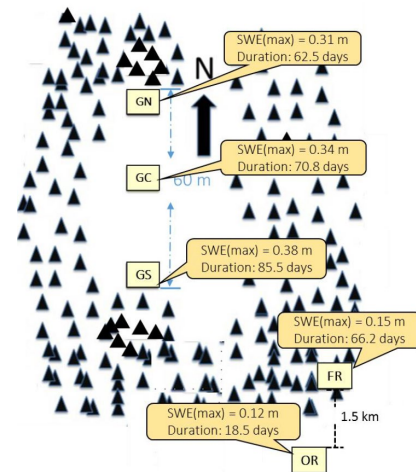 SWE(max) = 0.31 m
Duration: 62.5 days
N
GN
SWE(max) = 0.34 m
Duration: 70.8 days
GC
60 m
SWE(max) = 0.38 m
Duration: 85.5 days
GS
SWE(max) = 0.15 m
Duration: 66.2 days
FR
SWE(max) = 0.12 m
Duration: 18.5 days
1.5 km
OR